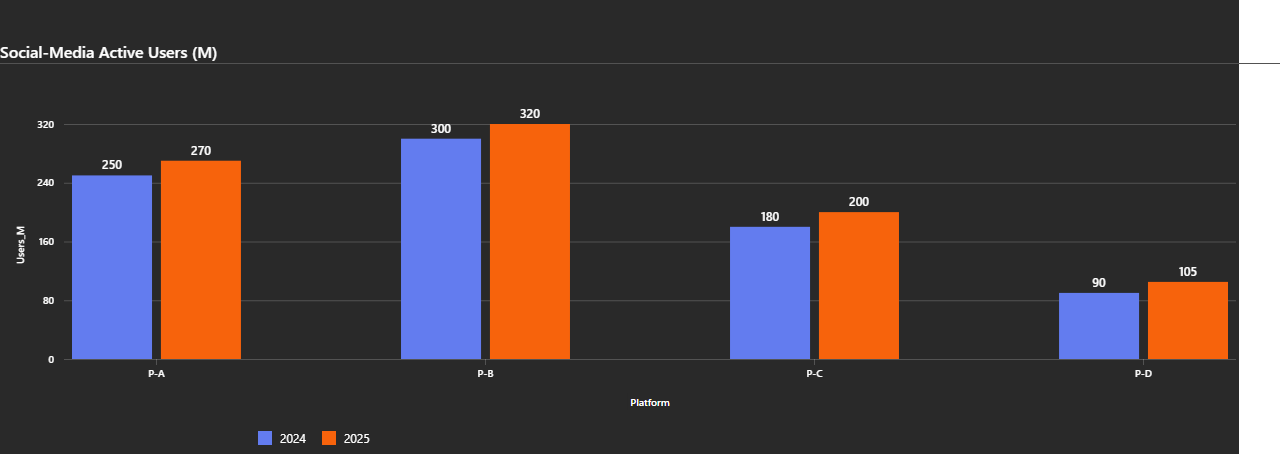 Social-Media Active Users (M)
320
240
160
80
0
Users_M
250
270
300
320
180
200
90
105
P-A
P-B
P-C
P-D
Platform
2024
2025